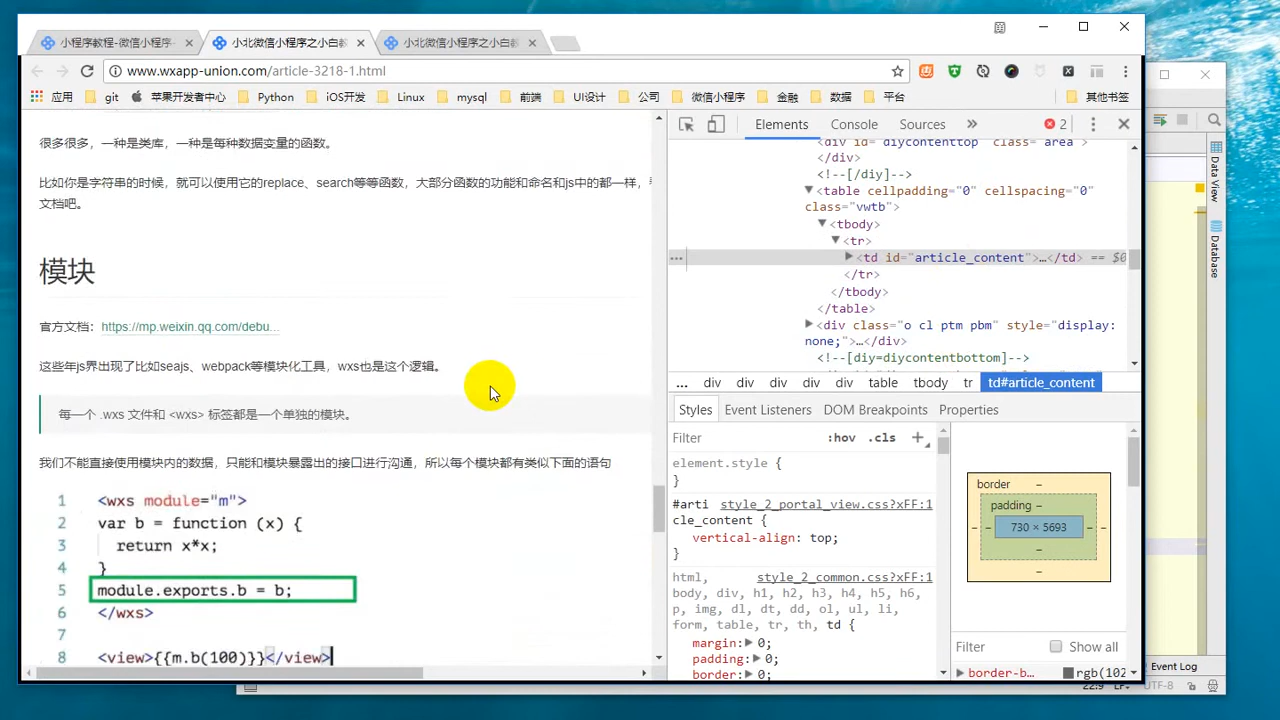 小程序教程-微信小程序-
小北微信小程序之小白教
小北微信小程序之小白教
www.wxapp-union.com/article-3218-1.html
应用
git
苹果开发者中心
Python
iOS开发
Linux
mysql
前端
UI设计
公司
微信小程序
金融
数据
平台
其他书签
很多很多，一种是类库，一种是每种数据变量的函数。
比如你是字符串的时候，就可以使用它的replace、search等等函数，大部分函数的功能和命名和js中的都一样，
文档吧。
模块
官方文档：https://mp.weixin.qq.com/debu...
这些年js界出现了比如seajs、webpack等模块化工具，wxs也是这个逻辑。
每一个 .wxs 文件和 <wxs> 标签都是一个单独的模块。
我们不能直接使用模块内的数据，只能和模块暴露出的接口进行沟通，所以每个模块都有类似下面的语句
1 <wxs module="m">
2 var b = function (x) {
3 return x*x;
4 }
5 module.exports.b = b;
6 </wxs>
7
8 <view>{{m.b(100)}}</view>
Elements
Console
Sources
»
2
<div id="diycontenttop" class="area">
</div>
<!--[/diy]-->
<table cellpadding="0" cellspacing="0"
class="vwtb">
<tbody>
<tr>
... <td id="article_content">…</td> == $0
</tr>
</tbody>
</table>
<div class="o cl ptm pbm" style="display:
none;">…</div>
<!--[diy=diycontentbottom]-->
... div div div div div table tbody tr td#article_content
Styles
Event Listeners
DOM Breakpoints
Properties
Filter
:hov .cls +
element.style {
}
#arti style_2_portal_view.css?xFF:1
cle_content {
vertical-align: top;
}
html, style_2_common.css?xFF:1
body, div, h1, h2, h3, h4, h5, h6,
p, img, dl, dt, dd, ol, ul, li,
form, table, tr, th, td {
margin: 0;
padding: 0;
border: 0;
border –
padding –
– – 730 × 5693 – –
–
–
Filter
Show all
border-b…
rgb(102
Data View
Database
Event Log
22:9
LF
UTF-8